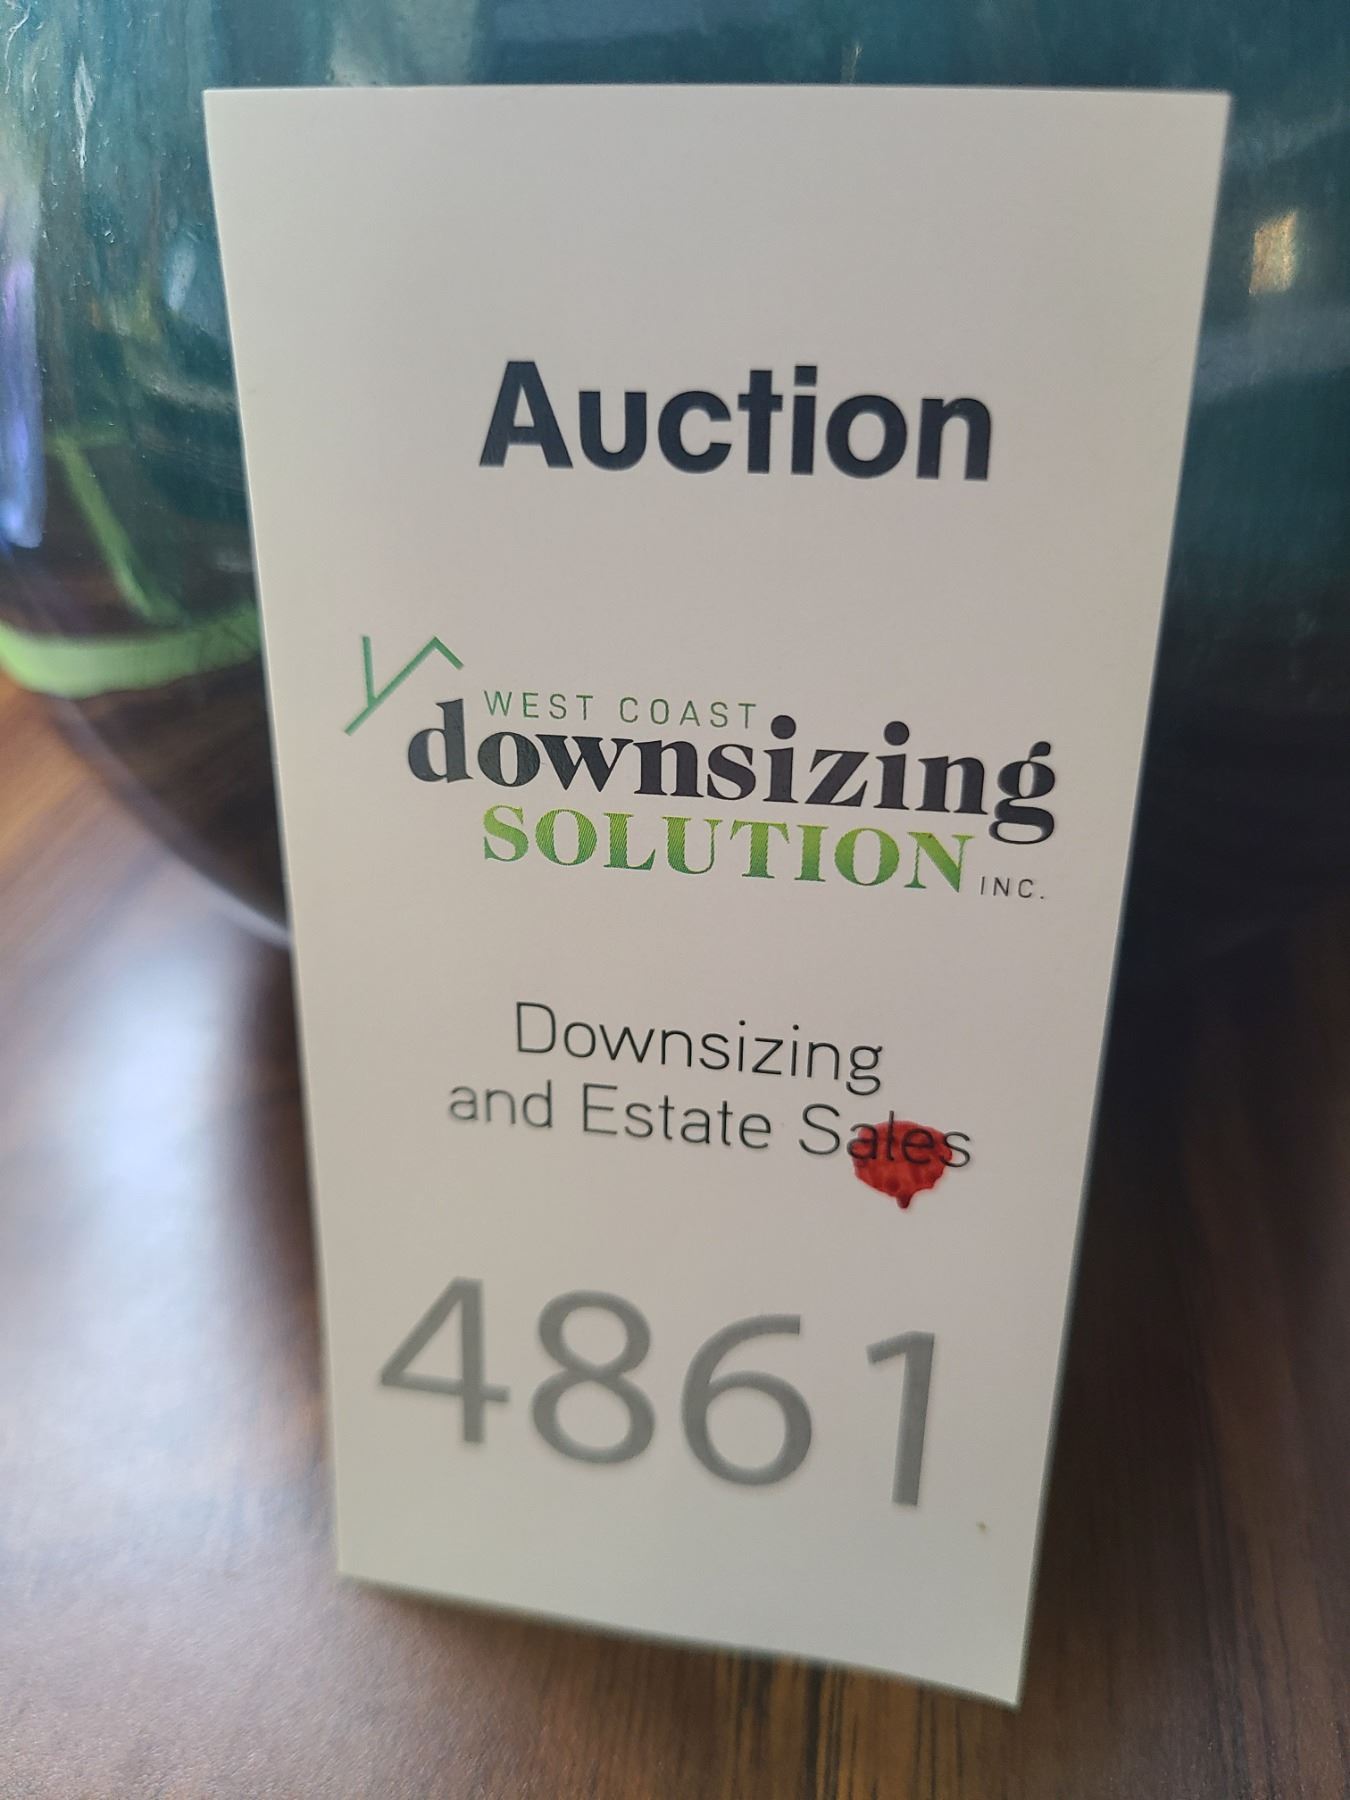 Auction
WEST COAST
downsizing
SOLUTION INC.
Downsizing
and Estate Sales
4861